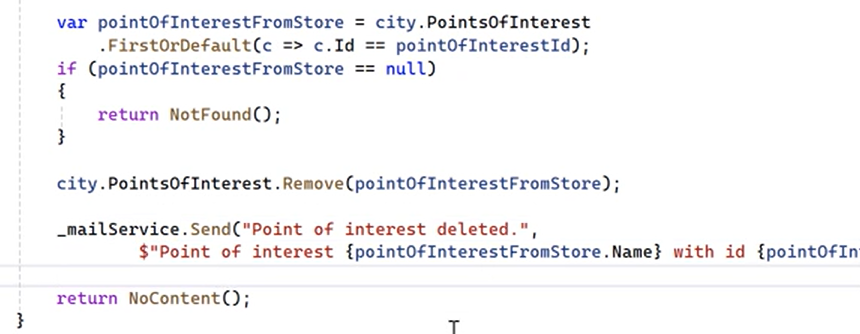 var pointOfInterestFromStore = city.PointsOfInterest
.FirstOrDefault(c => c.Id == pointOfInterestId);
if (pointOfInterestFromStore == null)
{
return NotFound();
}
city.PointsOfInterest.Remove(pointOfInterestFromStore);
_mailService.Send("Point of interest deleted.",
$"Point of interest {pointOfInterestFromStore.Name} with id {pointOfIn
return NoContent();
}